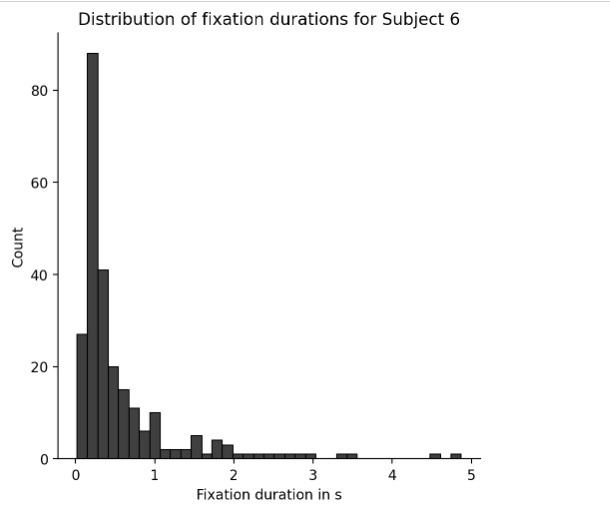 Distribution of fixation durations for Subject 6
80
60
40
20
0
Count
0 1 2 3 4 5
Fixation duration in s